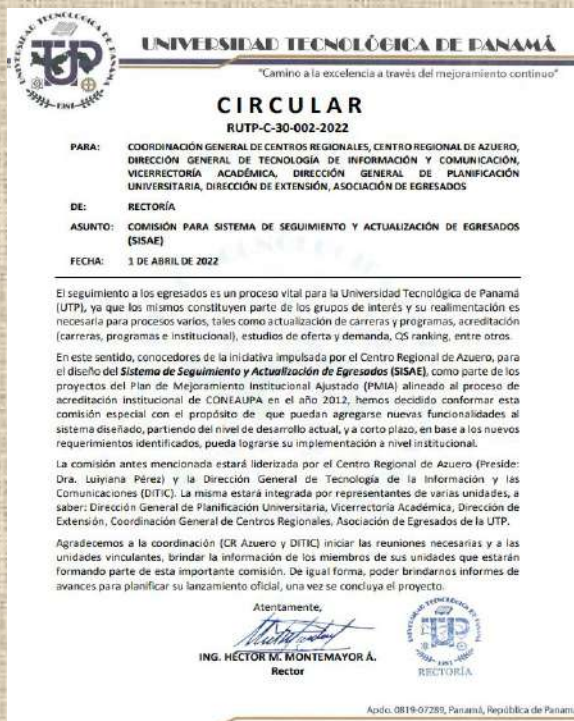 UNIVERSIDAD TECNOLÓGICA DE PANAMÁ
"Camino a la excelencia a través del mejoramiento continuo"
CIRCULAR
RUTP-C-30-002-2022
PARA: COORDINACIÓN GENERAL DE CENTROS REGIONALES, CENTRO REGIONAL DE AZUERO,
DIRECCIÓN GENERAL DE TECNOLOGÍA DE INFORMACIÓN Y COMUNICACIÓN,
VICERRECTORÍA ACADÉMICA, DIRECCIÓN GENERAL DE PLANIFICACIÓN
UNIVERSITARIA, DIRECCIÓN DE EXTENSIÓN, ASOCIACIÓN DE EGRESADOS
DE: RECTORÍA
ASUNTO: COMISIÓN PARA SISTEMA DE SEGUIMIENTO Y ACTUALIZACIÓN DE EGRESADOS
(SISAE)
FECHA: 1 DE ABRIL DE 2022
El seguimiento a los egresados es un proceso vital para la Universidad Tecnológica de Panamá
(UTP), ya que los mismos constituyen parte de los grupos de interés y su realimentación es
necesaria para procesos varios, tales como actualización de carreras y programas, acreditación
(carreras, programas e institucional), estudios de oferta y demanda, QS ranking, entre otros.
En este sentido, conocedores de la iniciativa impulsada por el Centro Regional de Azuero, para
el diseño del Sistema de Seguimiento y Actualización de Egresados (SISAE), como parte de los
proyectos del Plan de Mejoramiento Institucional Ajustado (PMIA) alineado al proceso de
acreditación institucional de CONEAUPA en el año 2012, hemos decidido conformar esta
comisión especial con el propósito de que puedan agregarse nuevas funcionalidades al
sistema diseñado, partiendo del nivel de desarrollo actual, y a corto plazo, en base a los nuevos
requerimientos identificados, pueda lograrse su implementación a nivel institucional.
La comisión antes mencionada estará liderizada por el Centro Regional de Azuero (Preside:
Dra. Luiyiana Pérez) y la Dirección General de Tecnología de la Información y las
Comunicaciones (DITIC). La misma estará integrada por representantes de varias unidades, a
saber: Dirección General de Planificación Universitaria, Vicerrectoría Académica, Dirección de
Extensión, Coordinación General de Centros Regionales, Asociación de Egresados de la UTP.
Agradecemos a la coordinación (CR Azuero y DITIC) iniciar las reuniones necesarias y a las
unidades vinculantes, brindar la información de los miembros de sus unidades que estarán
formando parte de esta importante comisión. De igual forma, poder brindarnos informes de
avances para planificar su lanzamiento oficial, una vez se concluya el proyecto.
Atentamente,
ING. HÉCTOR M. MONTEMAYOR Á.
Rector
RECTORÍA
Apdo. 0819-07289, Panamá, República de Panamá